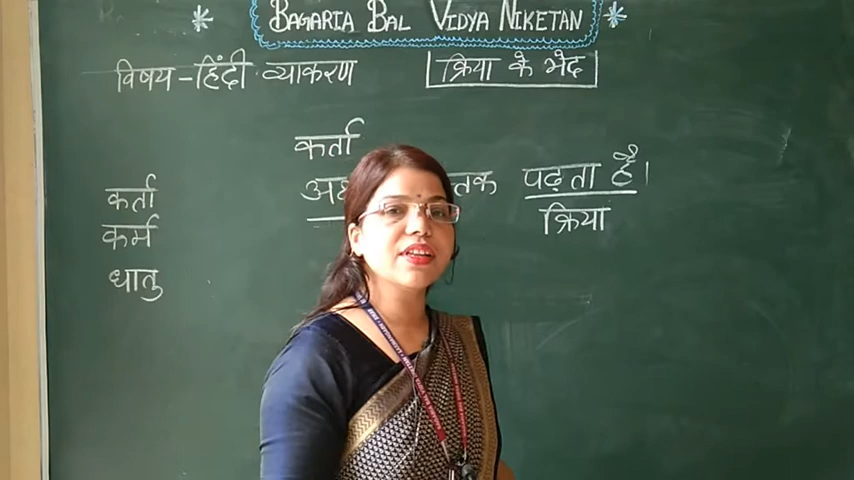 BAGARIA BAL VIDYA NIKETAN
विषय - हिंदी व्याकरण
क्रिया के भेद
कर्ता
पढ़ता है।
क्रिया
कर्ता
कर्म
धातु